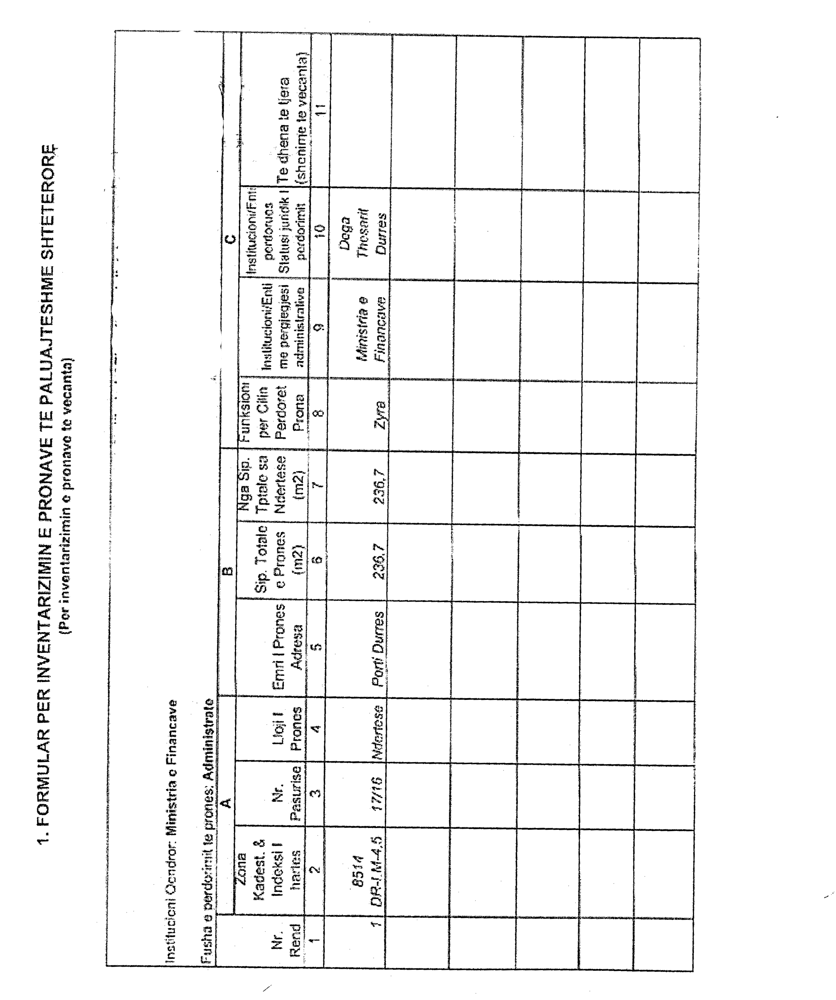 1. FORMULAR PER INVENTARIZIMIN E PRONAVE TE PALUAJTESHME SHTETERORE
(Per inventarizimin e pronave te vecanta)
Institucioni Qendror: Ministria e Financave
Fusha e perdorimit te prones: Administrate
A B C
Nr.
Rend
Zona
Kadest. &
Indeksi I
hartes
Nr.
Pasurise
Lloji I
Prones
Emri I Prones
Adresa
Sip. Totale
e Prones
(m2)
Nga Sip.
Tptale sa
Ndertese
(m2)
Funksioni
per Cilin
Perdoret
Prona
Institucioni/Enti
me pergjegjesi
administrative
Institucioni/Enti
perdorues
Statusi juridik I
perdorimit
Te dhena te tjera
(shenime te vecanta)
1 2 3 4 5 6 7 8 9 10 11
1
8514
DR-LM-4,5
17/16
Ndertese
Porti Durres
236.7
236,7
Zyra
Ministria e
Financave
Dega
Thesarit
Durres